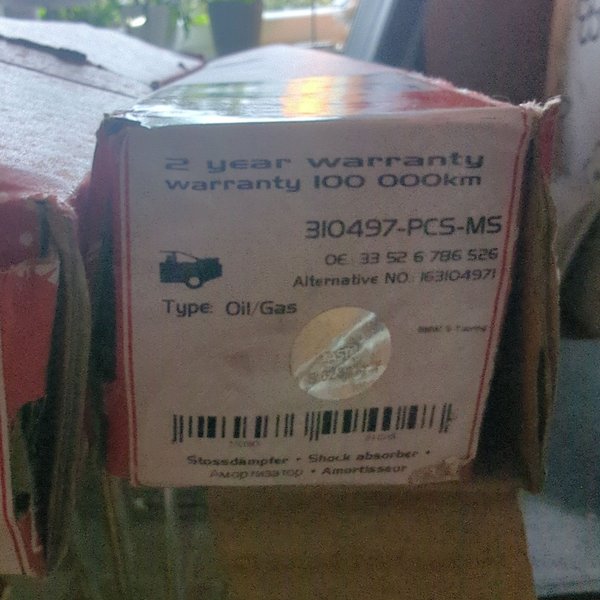 2 year warranty
warranty 100 000km
310497-PCS-MS
OE: 33 52 6 786 526
Alternative NO.: 163104971
Type: Oil/Gas
Stossdämpfer • Shock absorber •
Амортизатор • Amortisseur